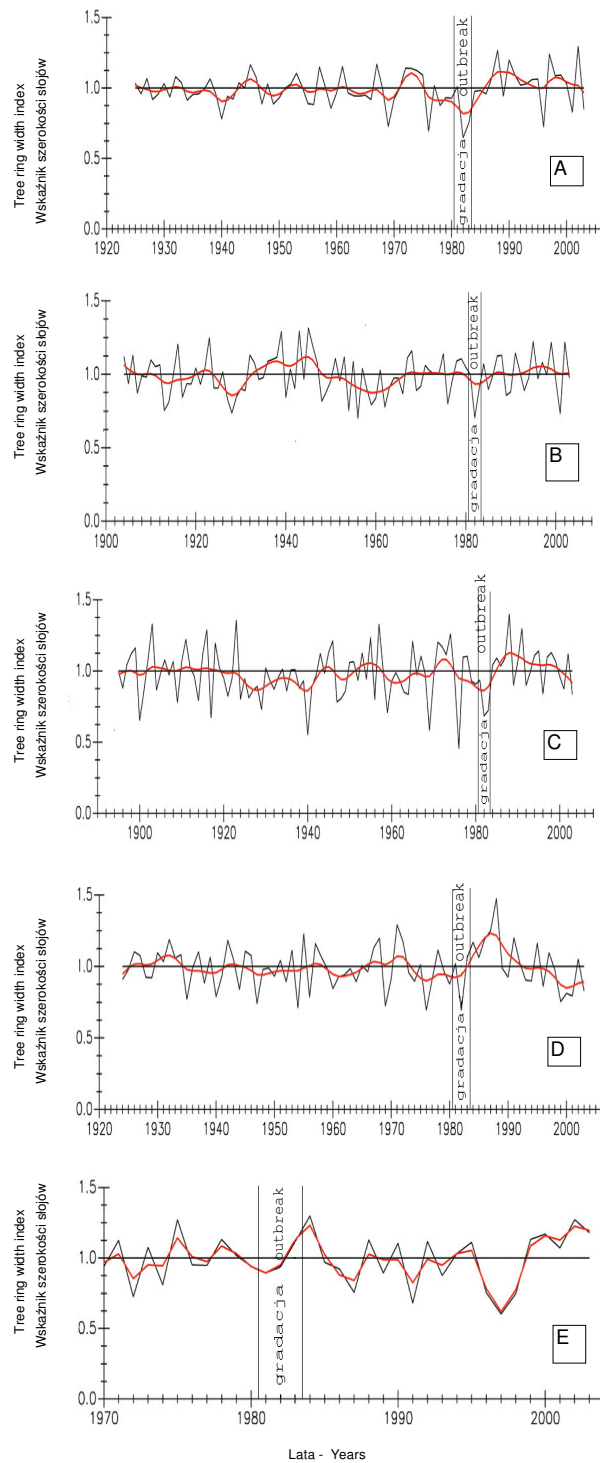 Tree ring width index
Wskaźnik szerokości słojów
1.5
1.0
0.5
0.0
gradacja outbreak
A
1920 1930 1940 1950 1960 1970 1980 1990 2000
Tree ring width index
Wskaźnik szerokości słojów
1.5
1.0
0.5
0.0
gradacja outbreak
B
1900 1920 1940 1960 1980 2000
Tree ring width index
Wskaźnik szerokości słojów
1.5
1.0
0.5
0.0
gradacja outbreak
C
1900 1920 1940 1960 1980 2000
Tree ring width index
Wskaźnik szerokości słojów
1.5
1.0
0.5
0.0
gradacja outbreak
D
1920 1930 1940 1950 1960 1970 1980 1990 2000
Tree ring width index
Wskaźnik szerokości słojów
1.5
1.0
0.5
0.0
gradacja outbreak
E
1970 1980 1990 2000
Lata - Years